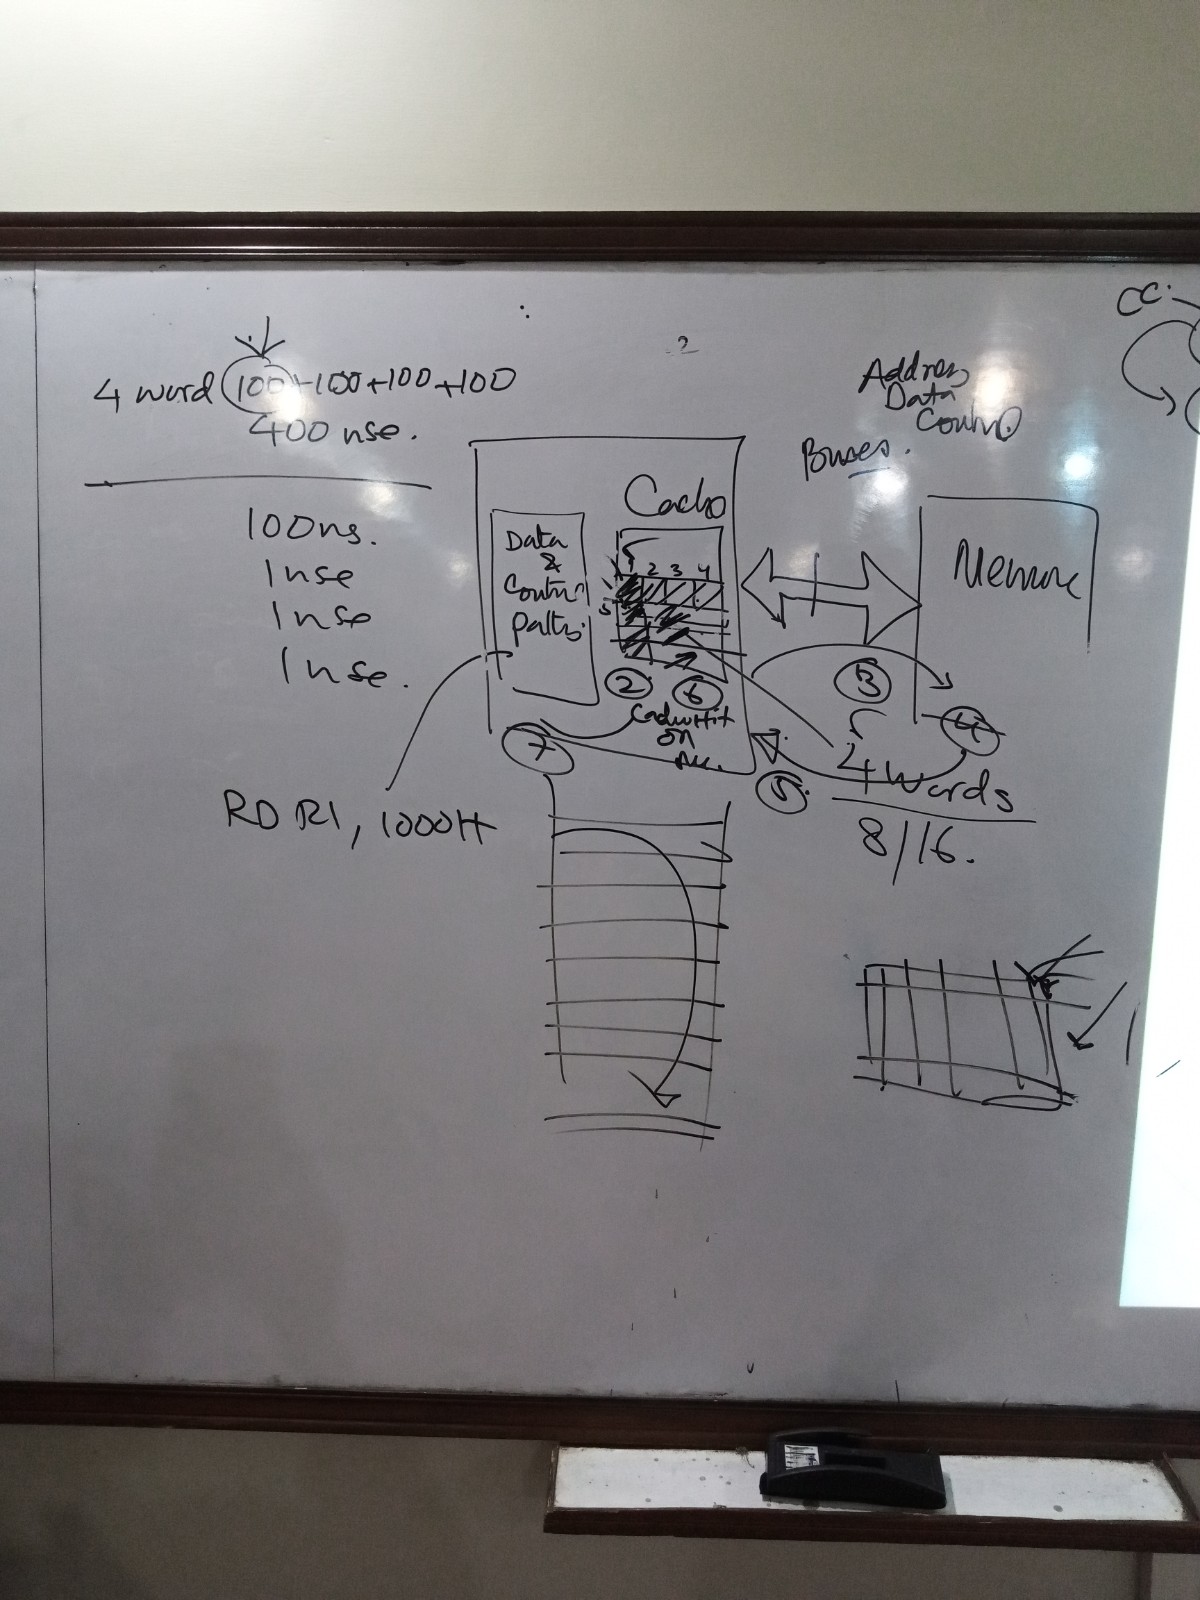 4 word 100+100+100+100
400 nse.
100ns.
1nse
1nse
1nse.
RD R1, 1000H
Data
&
Contr
paths
Cache
1 2 3 4
5
2
6
Cache Hit
on
7
Buses.
Address
Data
Control
Memory
3
4
5
4 words
8/16.
CC.